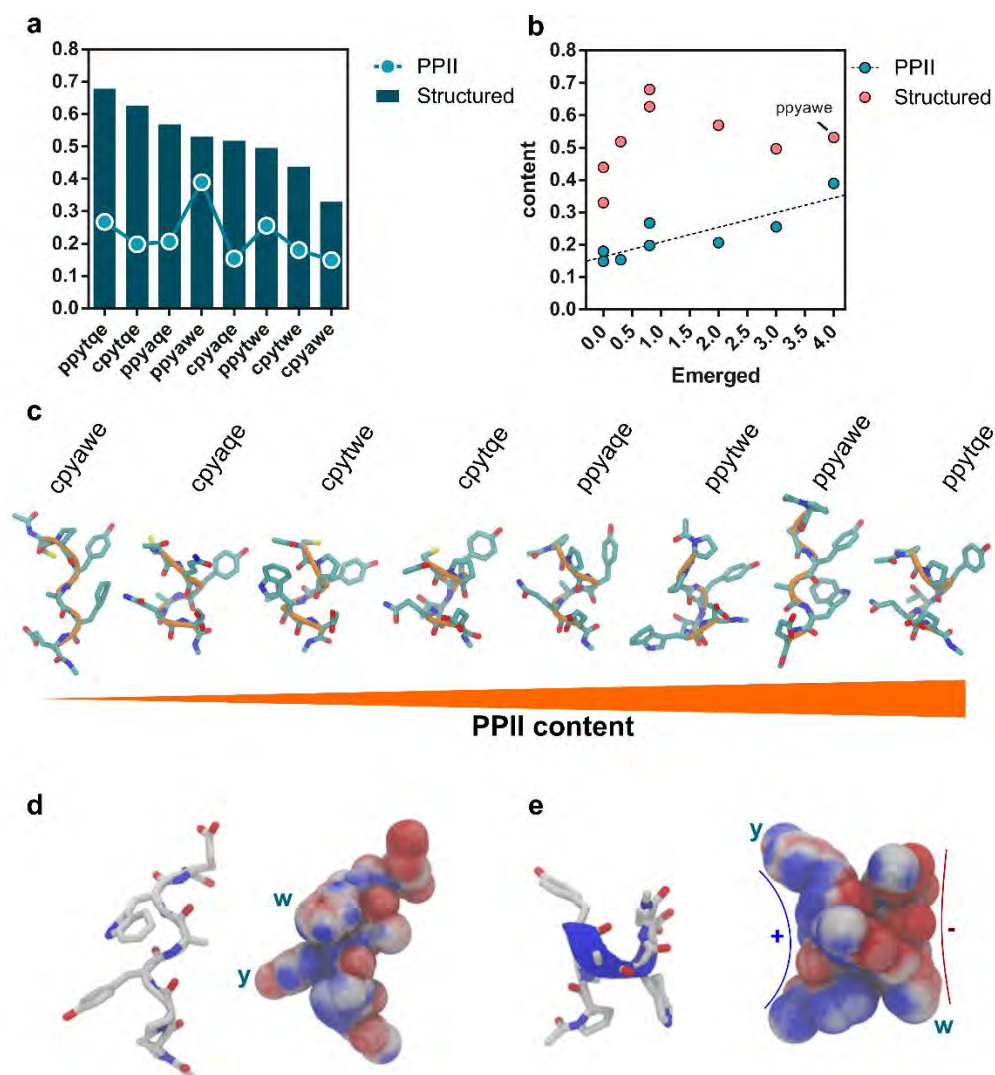 a
0.8
0.7
0.6
0.5
0.4
0.3
0.2
0.1
0.0
ppytqe
cpytqe
ppyaqe
ppyawe
cpyaqe
ppytwe
cpytwe
cpyawe
PPII
Structured
b
content
0.8
0.7
0.6
0.5
0.4
0.3
0.2
0.1
0.0
ppyawe
0.0
0.5
1.0
1.5
2.0
2.5
3.0
3.5
4.0
Emerged
PPII
Structured
c
cpyawe
cpyaqe
cpytwe
cpytqe
ppyaqe
ppytwe
ppyawe
ppytqe
PPII content
d
w
y
e
y
+
-
w